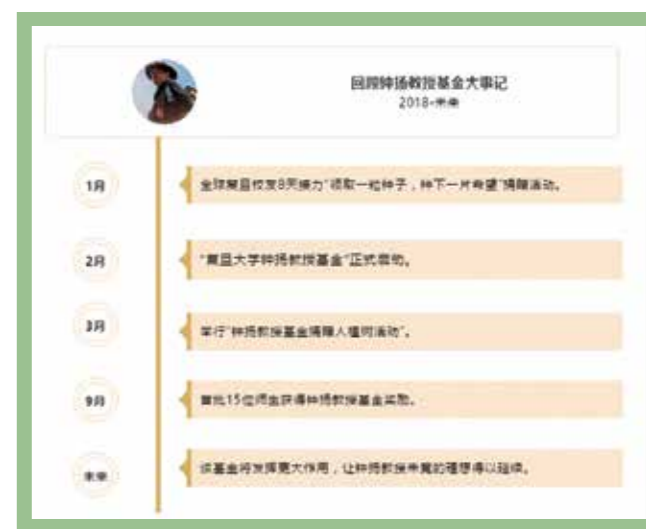 回顾钟扬教授基金大事记
2018-未来
1月
全球复旦校友8天接力“领取一粒种子，种下一片希望”捐赠活动。
2月
“复旦大学钟扬教授基金”正式启动。
3月
举行“钟扬教授基金捐赠人植树活动”。
9月
首批15位师生获得钟扬教授基金奖励。
未来
该基金将发挥更大作用，让钟扬教授未竟的理想得以延续。